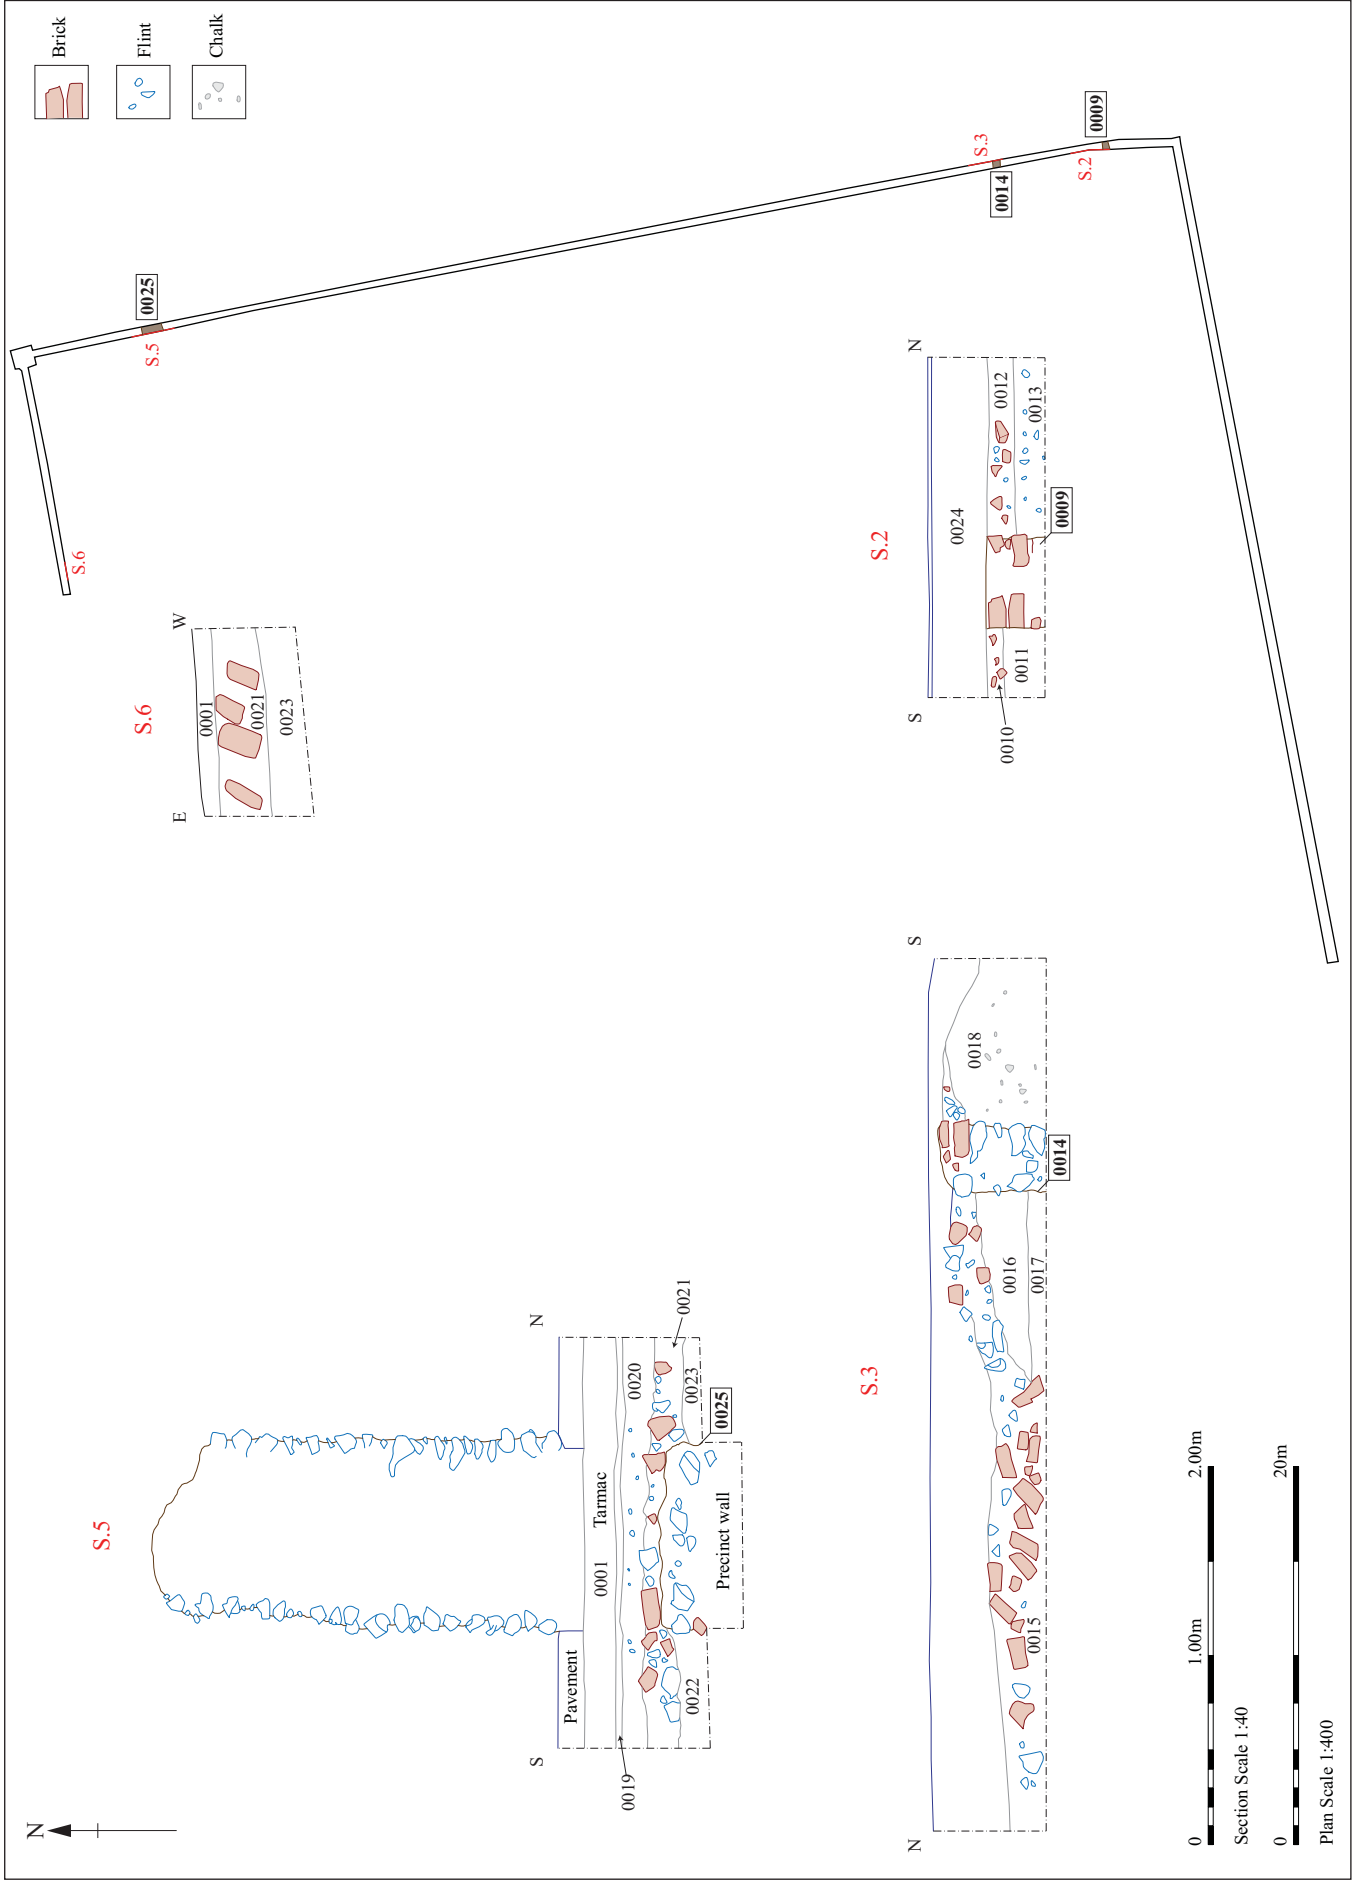 Brick
Flint
Chalk
N
S.6
S.5
0025
S.3
0014
S.2
0009
S.5
S
N
Pavement
Tarmac
0001
0019
0020
0021
0022
0023
0025
Precinct wall
S.6
E
W
0001
0021
0023
S.3
N
S
0015
0016
0017
0018
0014
S.2
S
N
0024
0010
0011
0012
0013
0009
0
1.00m
2.00m
Section Scale 1:40
0
20m
Plan Scale 1:400